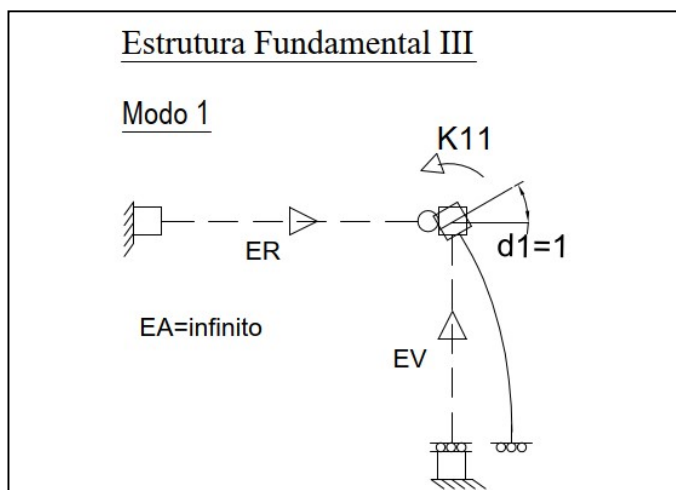 Estrutura Fundamental III
Modo 1
K11
d1=1
ER
EA=infinito
EV